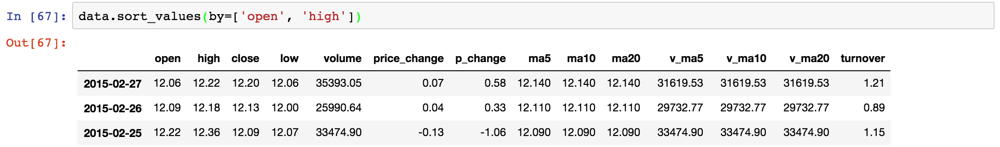 In [67]: data.sort_values(by=['open', 'high'])
Out[67]:
open high close low volume price_change p_change ma5 ma10 ma20 v_ma5 v_ma10 v_ma20 turnover
2015-02-27 12.06 12.22 12.20 12.06 35393.05 0.07 0.58 12.140 12.140 12.140 31619.53 31619.53 31619.53 1.21
2015-02-26 12.09 12.18 12.13 12.00 25990.64 0.04 0.33 12.110 12.110 12.110 29732.77 29732.77 29732.77 0.89
2015-02-25 12.22 12.36 12.09 12.07 33474.90 -0.13 -1.06 12.090 12.090 12.090 33474.90 33474.90 33474.90 1.15